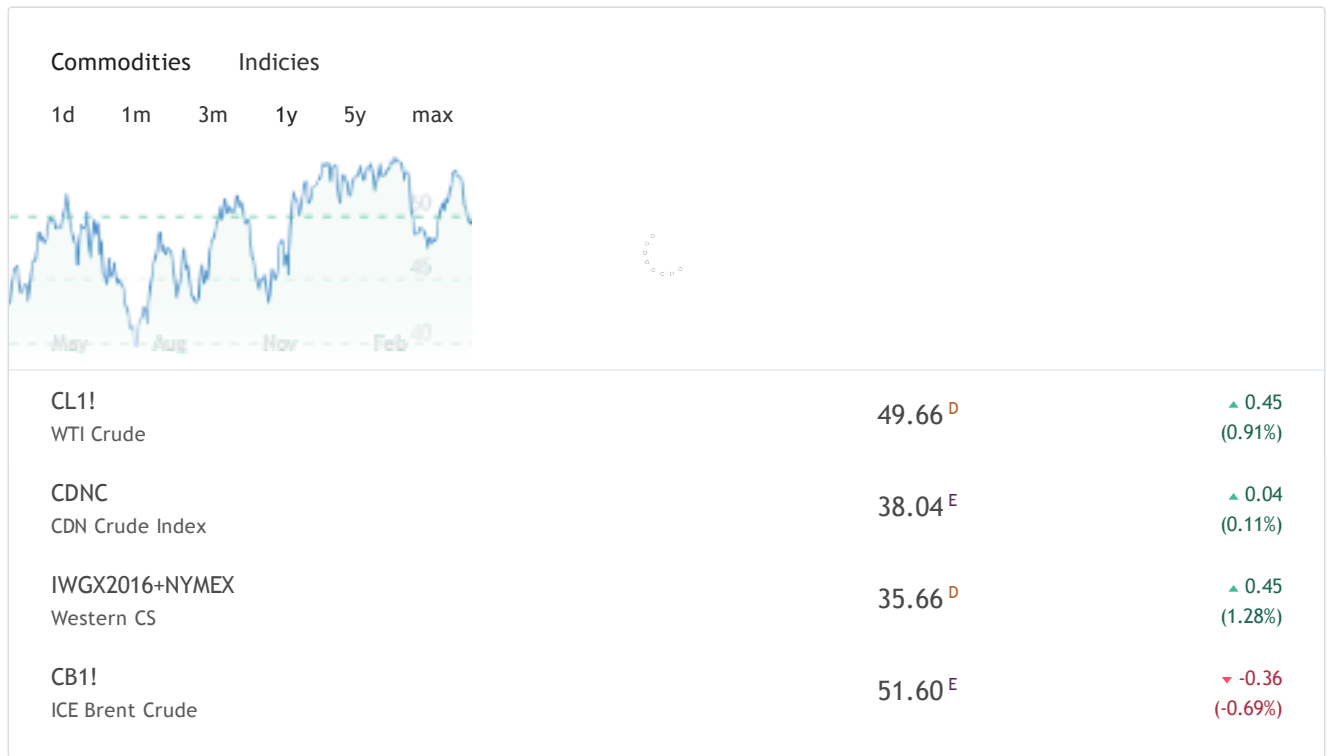 Commodities Indicies
1d 1m 3m 1y 5y max
50
45
40
May Aug Nov Feb
CL1!
WTI Crude
49.66 D
▲ 0.45
(0.91%)
CDNC
CDN Crude Index
38.04 E
▲ 0.04
(0.11%)
IWGX2016+NYMEX
Western CS
35.66 D
▲ 0.45
(1.28%)
CB1!
ICE Brent Crude
51.60 E
▼ -0.36
(-0.69%)